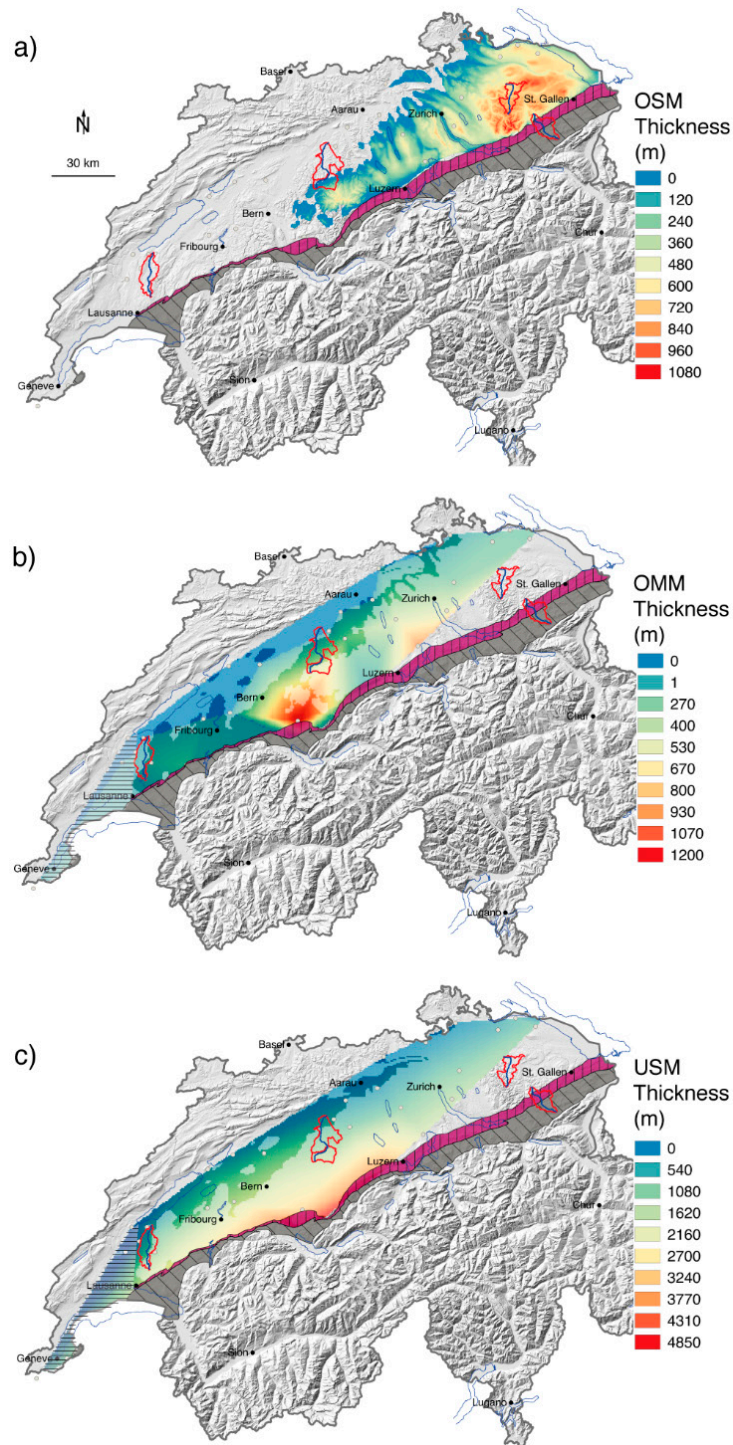 a)
Basel
Aarau
Zurich
St. Gallen
N
30 km
Luzern
Bern
Fribourg
Chur
Lausanne
Sion
Genève
Lugano
OSM
Thickness
(m)
0
120
240
360
480
600
720
840
960
1080
b)
Basel
Aarau
Zurich
St. Gallen
Luzern
Bern
Fribourg
Chur
Lausanne
Sion
Genève
Lugano
OMM
Thickness
(m)
0
1
270
400
530
670
800
930
1070
1200
c)
Basel
Aarau
Zurich
St. Gallen
Luzern
Bern
Fribourg
Chur
Lausanne
Sion
Genève
Lugano
USM
Thickness
(m)
0
540
1080
1620
2160
2700
3240
3770
4310
4850